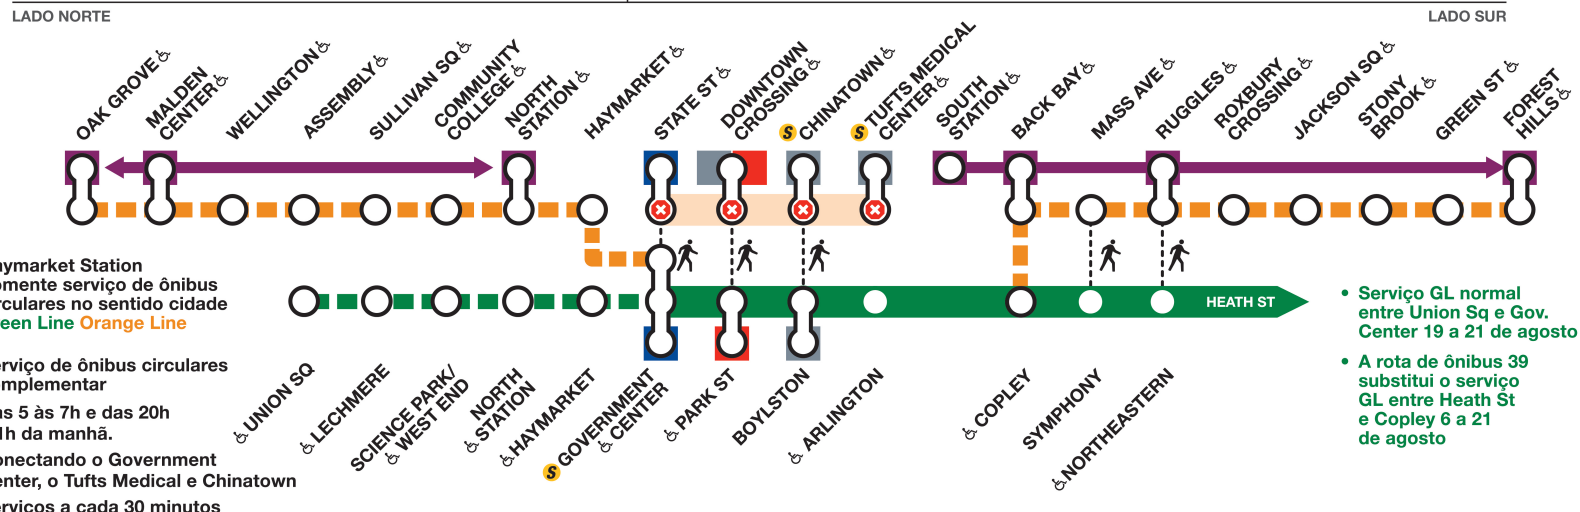 LADO NORTE
LADO SUR
OAK GROVE
MALDEN
CENTER
WELLINGTON
ASSEMBLY
SULLIVAN SQ
COMMUNITY
COLLEGE
NORTH
STATION
HAYMARKET
STATE ST
DOWNTOWN
CROSSING
S CHINATOWN
S TUFTS MEDICAL
CENTER
SOUTH
STATION
BACK BAY
MASS AVE
RUGGLES
ROXBURY
CROSSING
JACKSON SQ
STONY
BROOK
GREEN ST
FOREST
HILLS
aymarket Station
omente serviço de ônibus
rculares no sentido cidade
een Line Orange Line
erviço de ônibus circulares
omplementar
as 5 às 7h e das 20h
1h da manhã.
onectando o Government
enter, o Tufts Medical e Chinatown
erviços a cada 30 minutos
HEATH ST
UNION SQ
LECHMERE
SCIENCE PARK/
WEST END
NORTH
STATION
HAYMARKET
S GOVERNMENT
CENTER
PARK ST
BOYLSTON
ARLINGTON
COPLEY
SYMPHONY
NORTHEASTERN
• Serviço GL normal
entre Union Sq e Gov.
Center 19 a 21 de agosto
• A rota de ônibus 39
substitui o serviço
GL entre Heath St
e Copley 6 a 21
de agosto